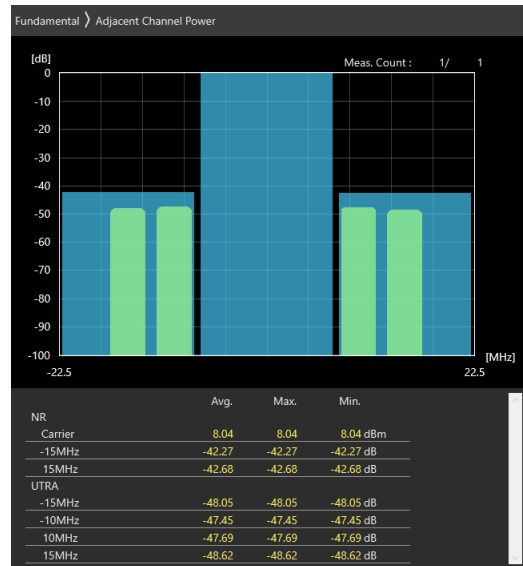 Fundamental 〉 Adjacent Channel Power
[dB]
Meas. Count : 1/ 1
0
-10
-20
-30
-40
-50
-60
-70
-80
-90
-100
[MHz]
-22.5 22.5
Avg. Max. Min.
NR
Carrier 8.04 8.04 8.04 dBm
-15MHz -42.27 -42.27 -42.27 dB
15MHz -42.68 -42.68 -42.68 dB
UTRA
-15MHz -48.05 -48.05 -48.05 dB
-10MHz -47.45 -47.45 -47.45 dB
10MHz -47.69 -47.69 -47.69 dB
15MHz -48.62 -48.62 -48.62 dB